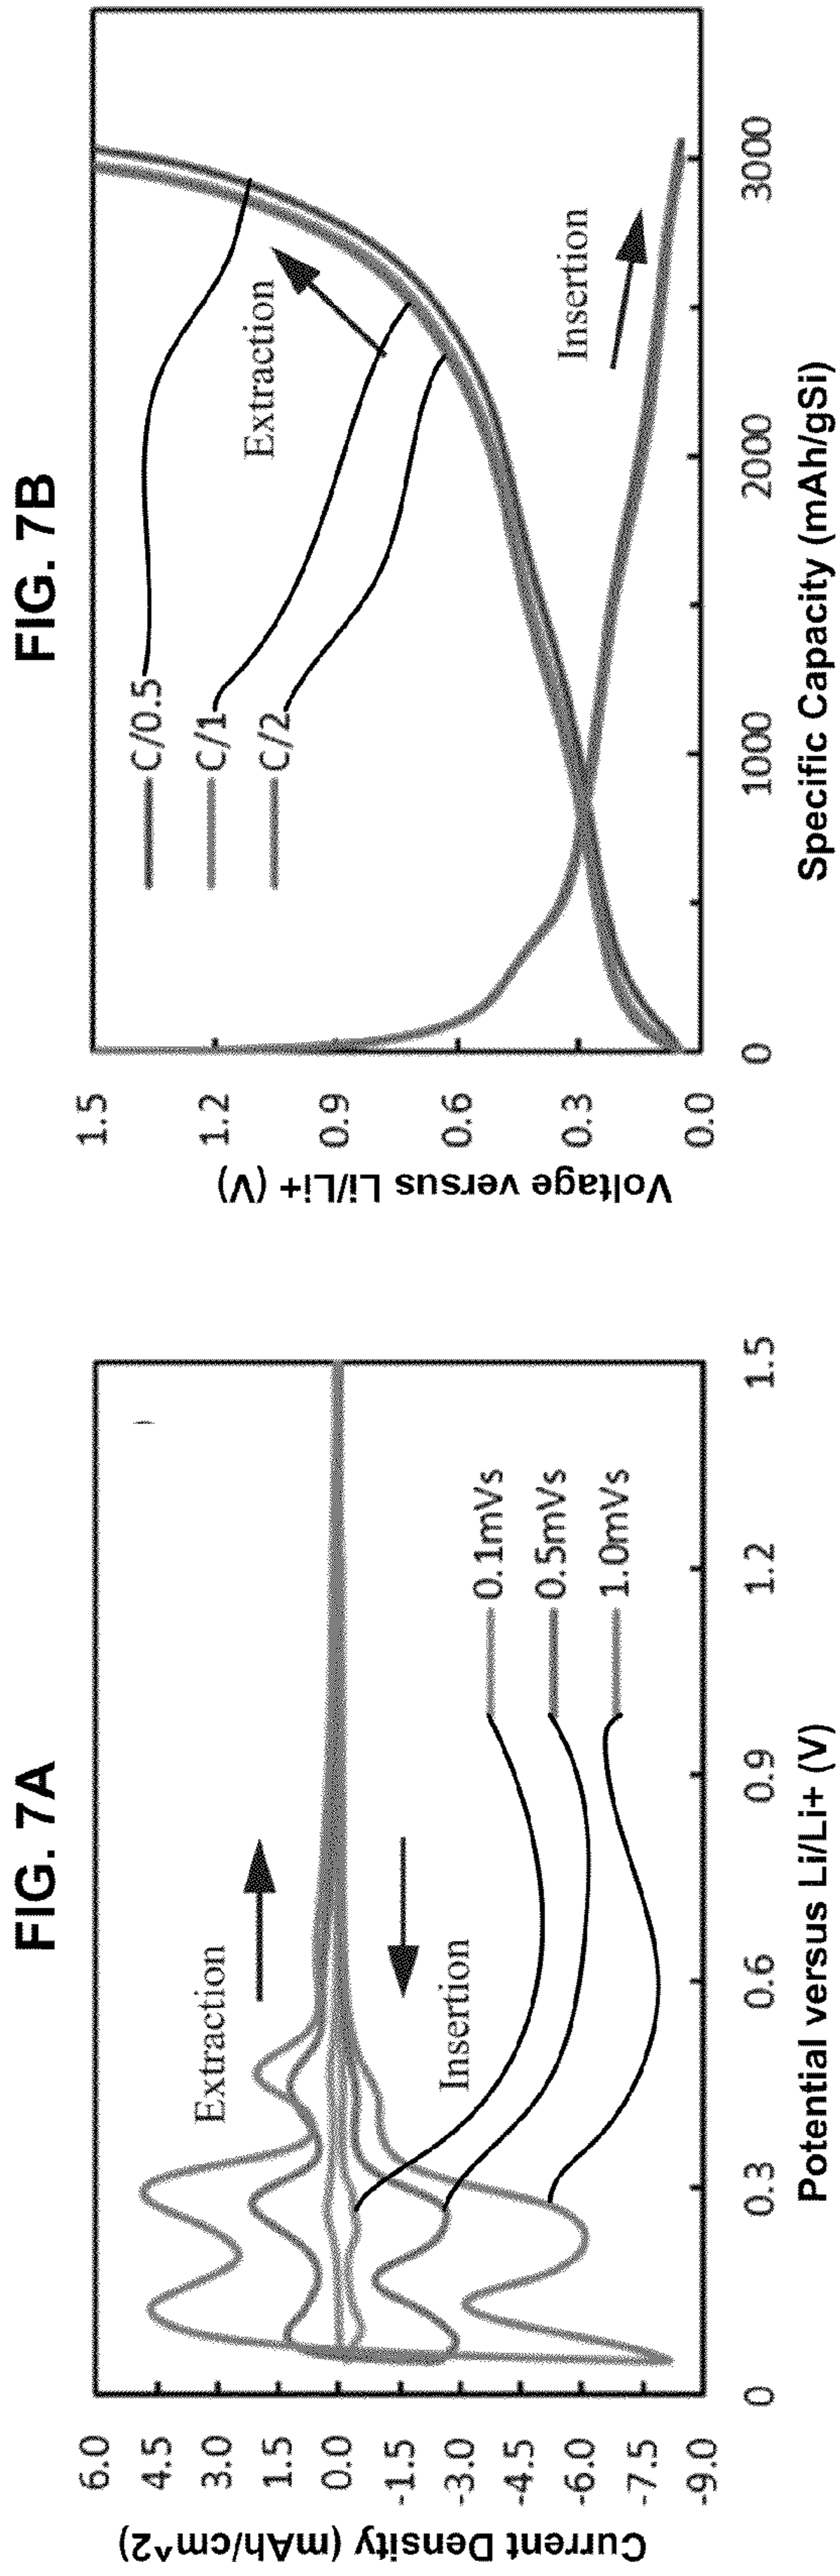 FIG. 7A
6.0
4.5
3.0
1.5
0.0
-1.5
-3.0
-4.5
-6.0
-7.5
-9.0
Current Density (mAh/cm^2)
Extraction
Insertion
0.1mVs
0.5mVs
1.0mVs
0
0.3
0.6
0.9
1.2
1.5
Potential versus Li/Li+ (V)
FIG. 7B
1.5
1.2
0.9
0.6
0.3
0.0
Voltage versus Li/Li+ (V)
C/0.5
C/1
C/2
Extraction
Insertion
0
1000
2000
3000
Specific Capacity (mAh/gSi)